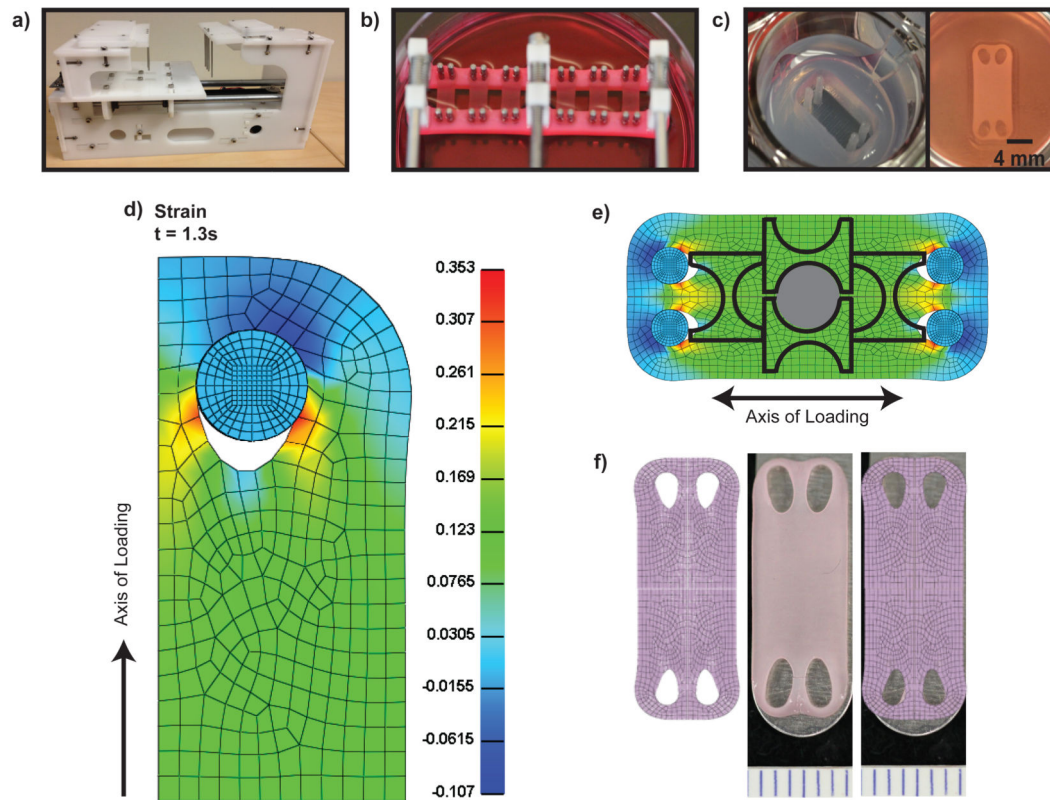 a)
b)
c)
4 mm
d)
Strain
t = 1.3s
0.353
0.307
0.261
0.215
0.169
0.123
0.0765
0.0305
-0.0155
-0.0615
-0.107
Axis of Loading
e)
Axis of Loading
f)